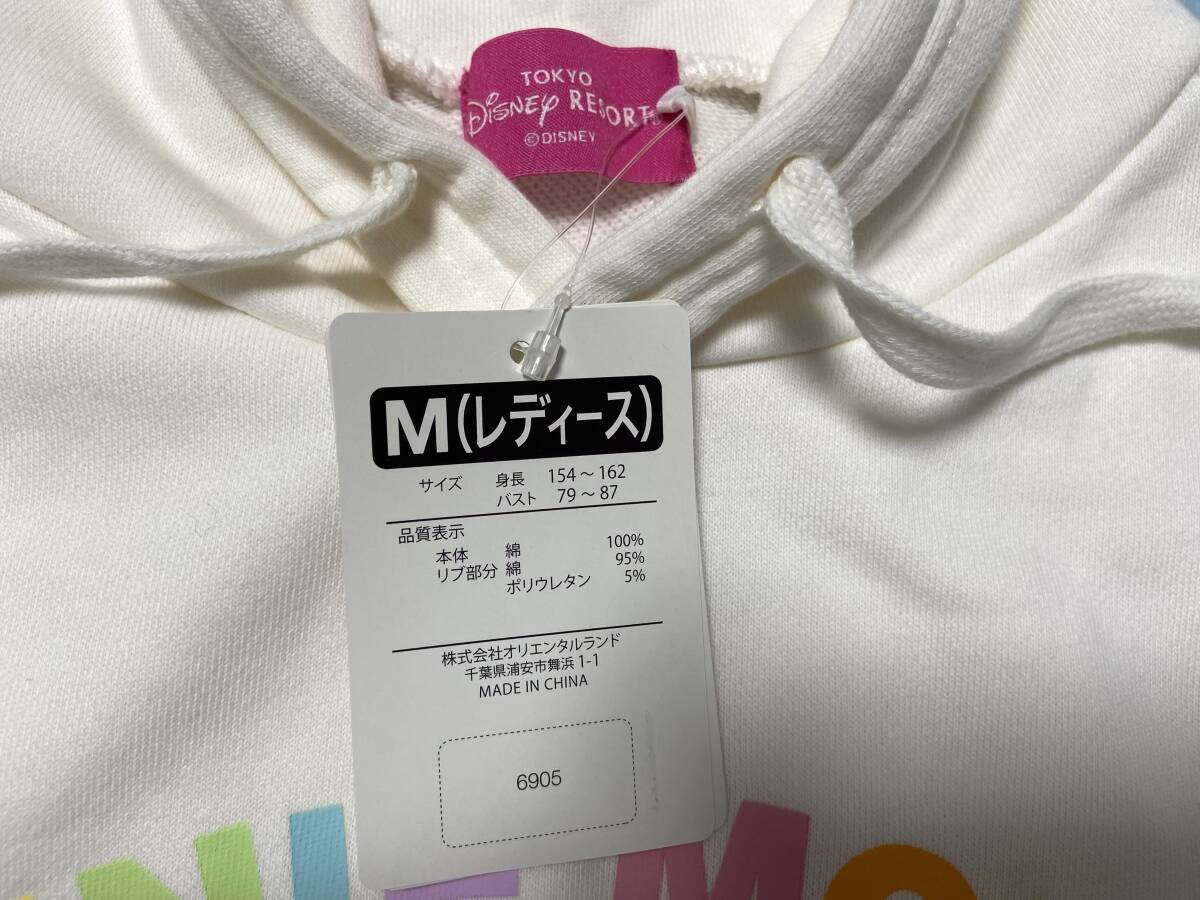 TOKYO
Disney RESORT
©DISNEY
M(レディース)
サイズ 身長 154～162
バスト 79～87
品質表示
本体 綿 100%
リブ部分 綿 95%
ポリウレタン 5%
株式会社オリエンタルランド
千葉県浦安市舞浜 1-1
MADE IN CHINA
6905